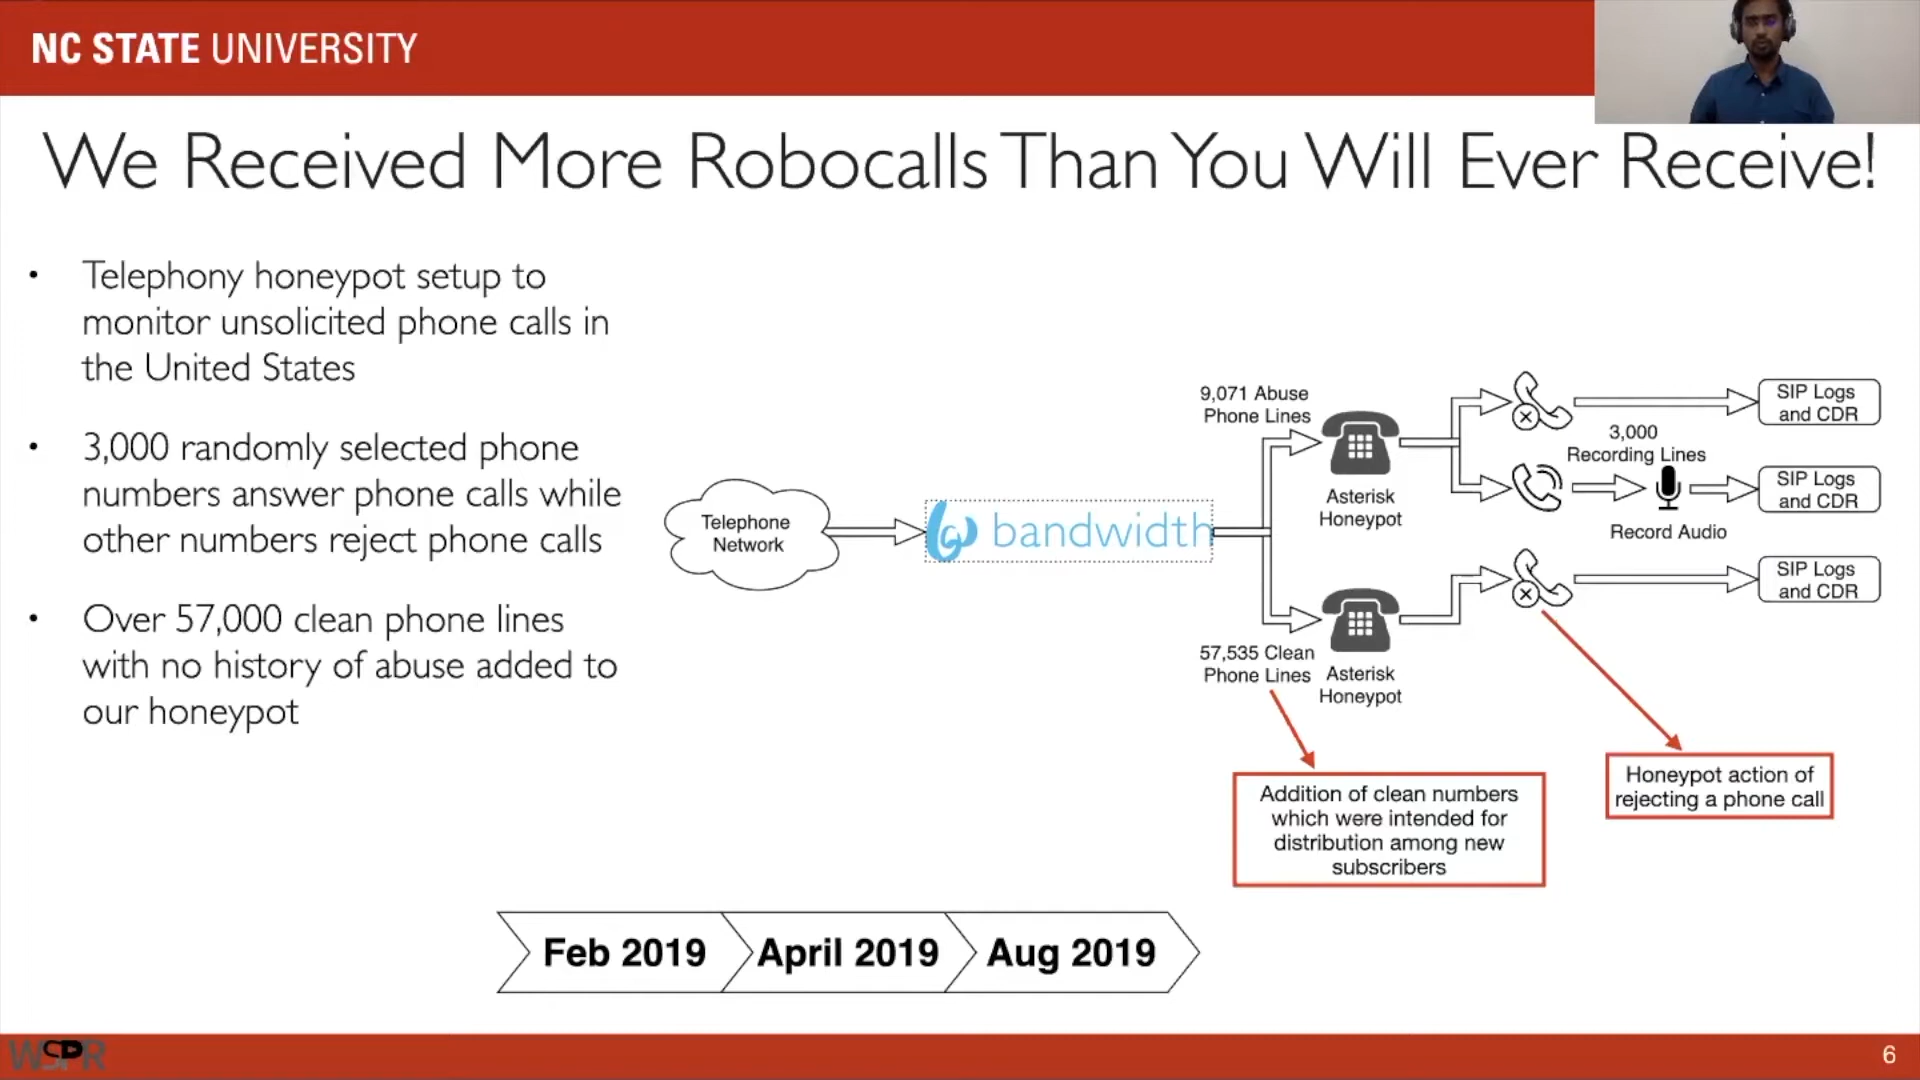 NC STATE UNIVERSITY
We Received More Robocalls Than You Will Ever Receive!
• Telephony honeypot setup to
monitor unsolicited phone calls in
the United States
• 3,000 randomly selected phone
numbers answer phone calls while
other numbers reject phone calls
• Over 57,000 clean phone lines
with no history of abuse added to
our honeypot
Telephone
Network
bandwidth
9,071 Abuse
Phone Lines
Asterisk
Honeypot
SIP Logs
and CDR
3,000
Recording Lines
Record Audio
SIP Logs
and CDR
57,535 Clean
Phone Lines
Asterisk
Honeypot
SIP Logs
and CDR
Addition of clean numbers
which were intended for
distribution among new
subscribers
Honeypot action of
rejecting a phone call
Feb 2019
April 2019
Aug 2019
WSPR
6